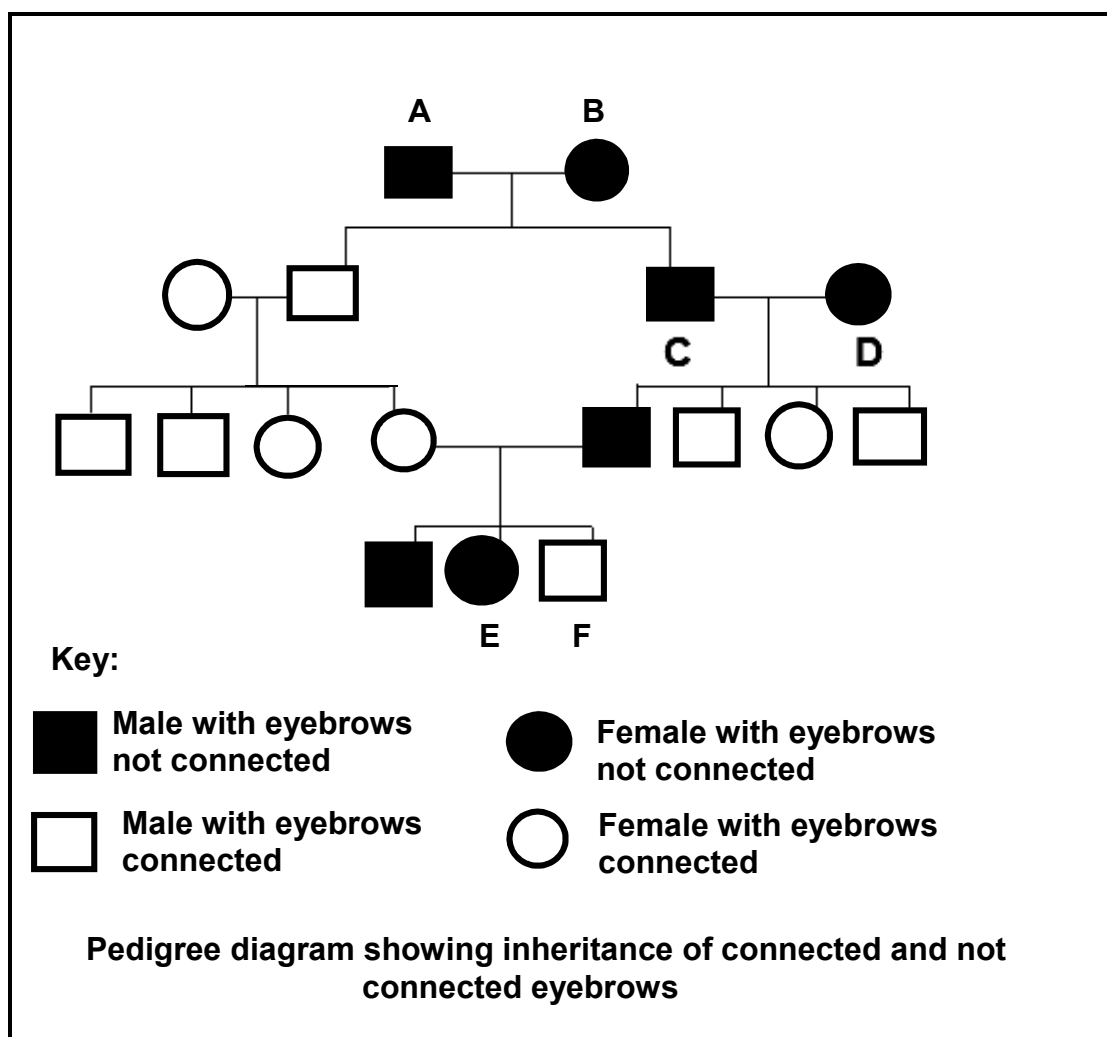 A
B
C
D
E
F
Key:
Male with eyebrows
not connected
Female with eyebrows
not connected
Male with eyebrows
connected
Female with eyebrows
connected
Pedigree diagram showing inheritance of connected and not
connected eyebrows